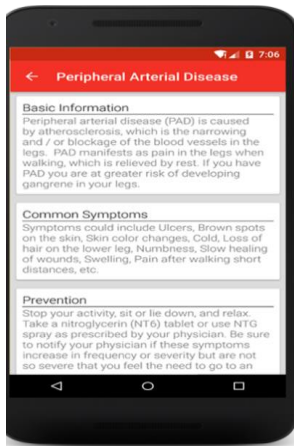 7:06
Peripheral Arterial Disease
Basic Information
Peripheral arterial disease (PAD) is caused
by atherosclerosis, which is the narrowing
and / or blockage of the blood vessels in the
legs. PAD manifests as pain in the legs when
walking, which is relieved by rest. If you have
PAD you are at greater risk of developing
gangrene in your legs.
Common Symptoms
Symptoms could include Ulcers, Brown spots
on the skin, Skin color changes, Cold, Loss of
hair on the lower leg, Numbness, Slow healing
of wounds, Swelling, Pain after walking short
distances, etc.
Prevention
Stop your activity, sit or lie down, and relax.
Take a nitroglycerin (NT6) tablet or use NTG
spray as prescribed by your physician. Be sure
to notify your physician if these symptoms
increase in frequency or severity but are not
so severe that you feel the need to go to an